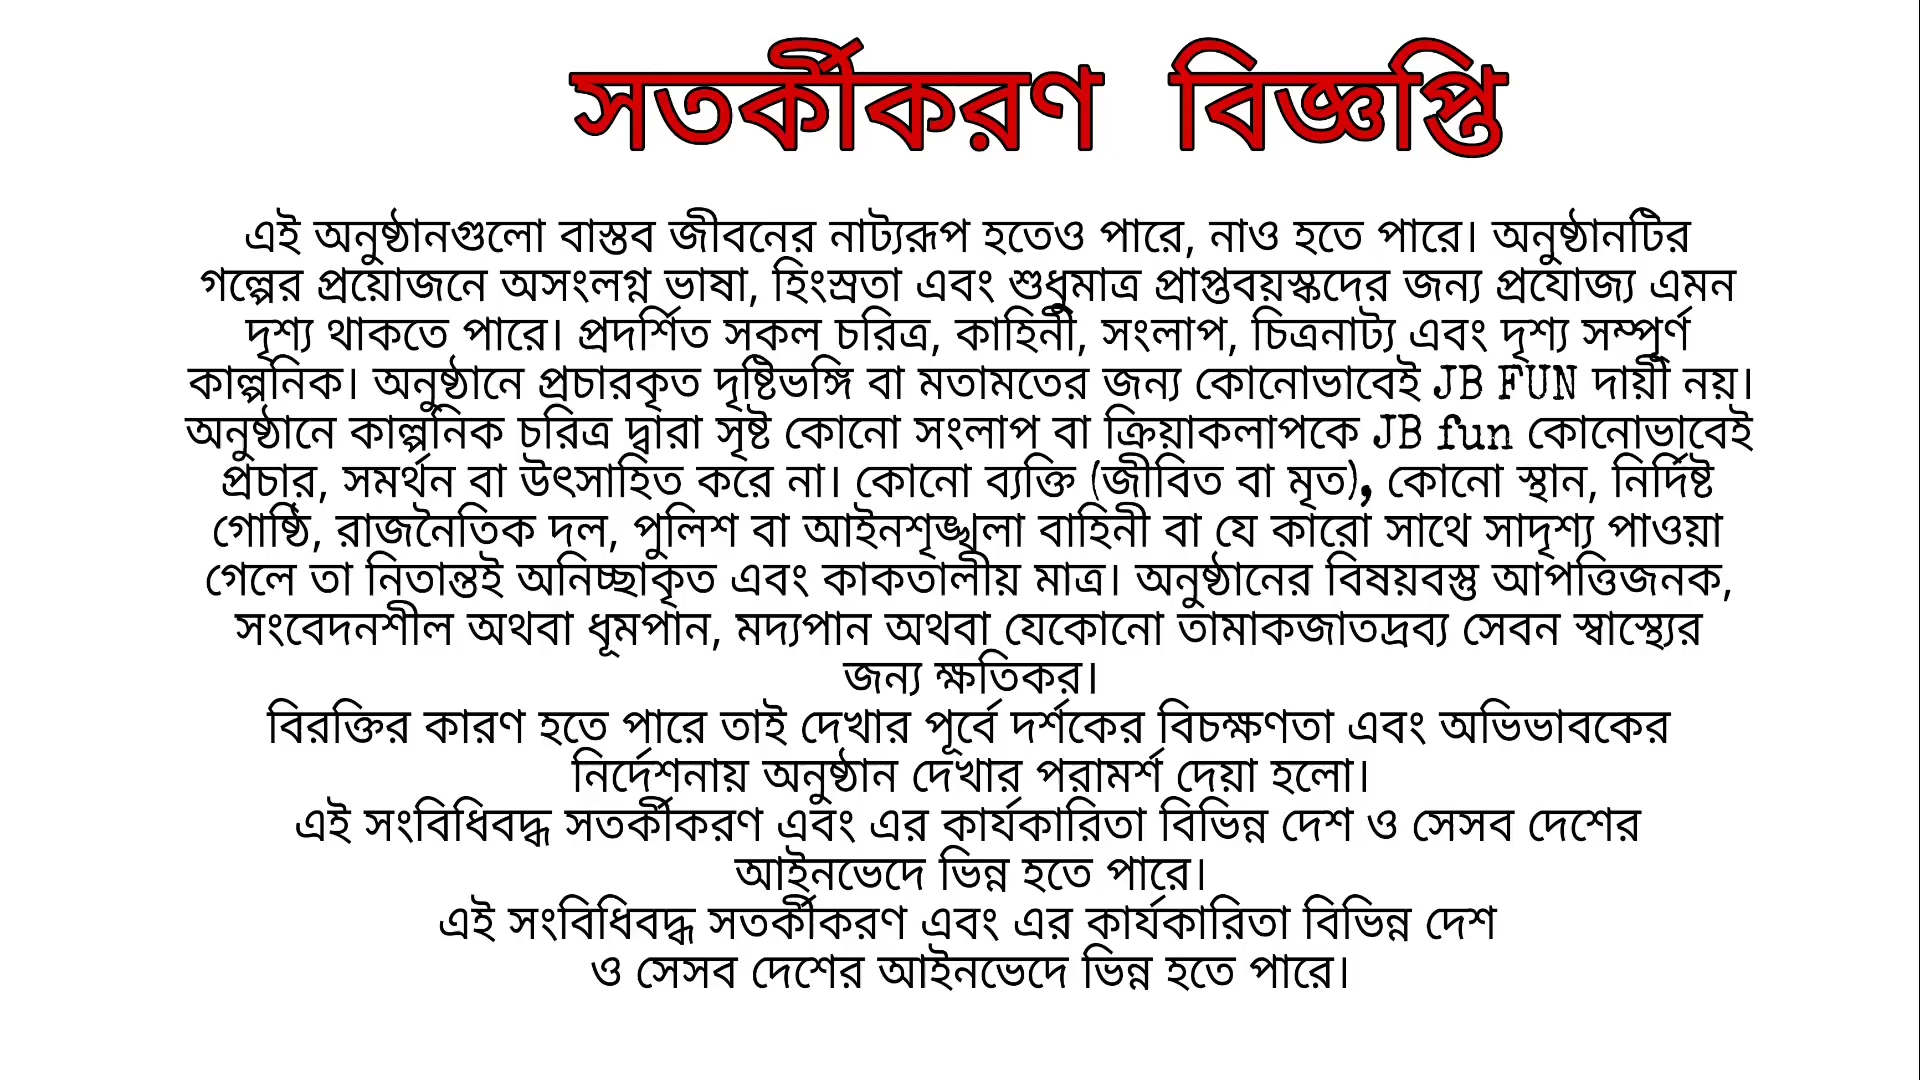 সতর্কীকরণ বিজ্ঞপ্তি
এই অনুষ্ঠানগুলো বাস্তব জীবনের নাট্যরূপ হতেও পারে, নাও হতে পারে। অনুষ্ঠানটির
গল্পের প্রয়োজনে অসংলগ্ন ভাষা, হিংস্রতা এবং শুধুমাত্র প্রাপ্তবয়স্কদের জন্য প্রযোজ্য এমন
দৃশ্য থাকতে পারে। প্রদর্শিত সকল চরিত্র, কাহিনী, সংলাপ, চিত্রনাট্য এবং দৃশ্য সম্পূর্ণ
কাল্পনিক। অনুষ্ঠানে প্রচারকৃত দৃষ্টিভঙ্গি বা মতামতের জন্য কোনোভাবেই JB FUN দায়ী নয়।
অনুষ্ঠানে কাল্পনিক চরিত্র দ্বারা সৃষ্ট কোনো সংলাপ বা ক্রিয়াকলাপকে JB fun কোনোভাবেই
প্রচার, সমর্থন বা উৎসাহিত করে না। কোনো ব্যক্তি (জীবিত বা মৃত), কোনো স্থান, নির্দিষ্ট
গোষ্ঠি, রাজনৈতিক দল, পুলিশ বা আইনশৃঙ্খলা বাহিনী বা যে কারো সাথে সাদৃশ্য পাওয়া
গেলে তা নিতান্তই অনিচ্ছাকৃত এবং কাকতালীয় মাত্র। অনুষ্ঠানের বিষয়বস্তু আপত্তিজনক,
সংবেদনশীল অথবা ধূমপান, মদ্যপান অথবা যেকোনো তামাকজাতদ্রব্য সেবন স্বাস্থ্যের
জন্য ক্ষতিকর।
বিরক্তির কারণ হতে পারে তাই দেখার পূর্বে দর্শকের বিচক্ষণতা এবং অভিভাবকের
নির্দেশনায় অনুষ্ঠান দেখার পরামর্শ দেয়া হলো।
এই সংবিধিবদ্ধ সতর্কীকরণ এবং এর কার্যকারিতা বিভিন্ন দেশ ও সেসব দেশের
আইনভেদে ভিন্ন হতে পারে।
এই সংবিধিবদ্ধ সতর্কীকরণ এবং এর কার্যকারিতা বিভিন্ন দেশ
ও সেসব দেশের আইনভেদে ভিন্ন হতে পারে।